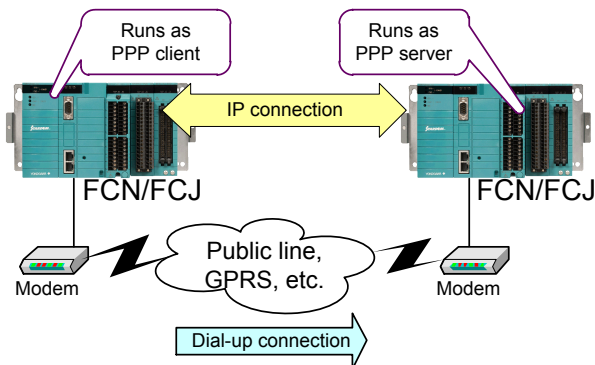 Runs as
PPP client
Runs as
PPP server
IP connection
FCN/FCJ
FCN/FCJ
Public line,
GPRS, etc.
Modem
Modem
Dial-up connection